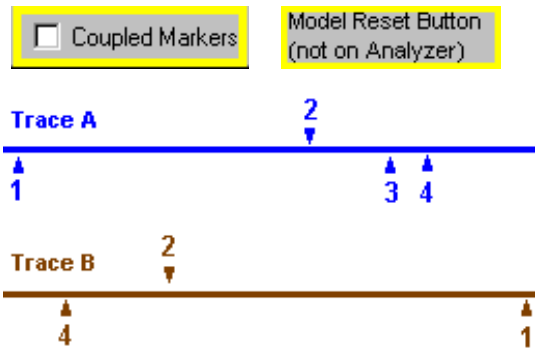 Coupled Markers
Model Reset Button
(not on Analyzer)
Trace A
2
1
3
4
Trace B
2
4
1